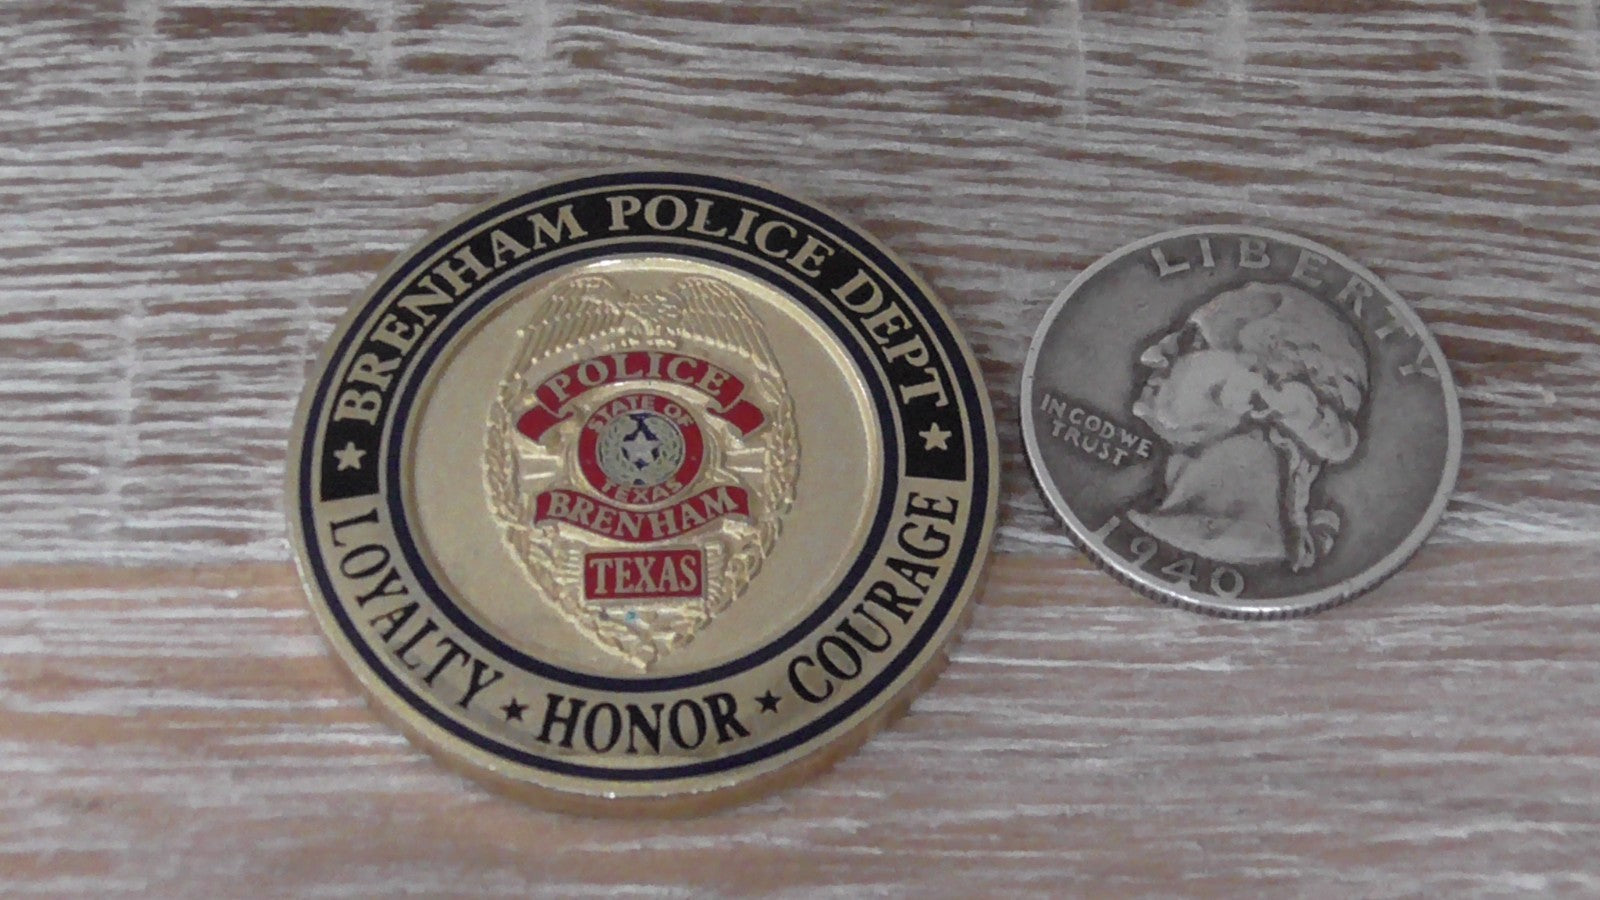 BRENHAM POLICE DEPT
POLICE
STATE OF
TEXAS
BRENHAM
TEXAS
LOYALTY ★ HONOR ★ COURAGE
LIBERTY
IN GOD WE
TRUST
1940